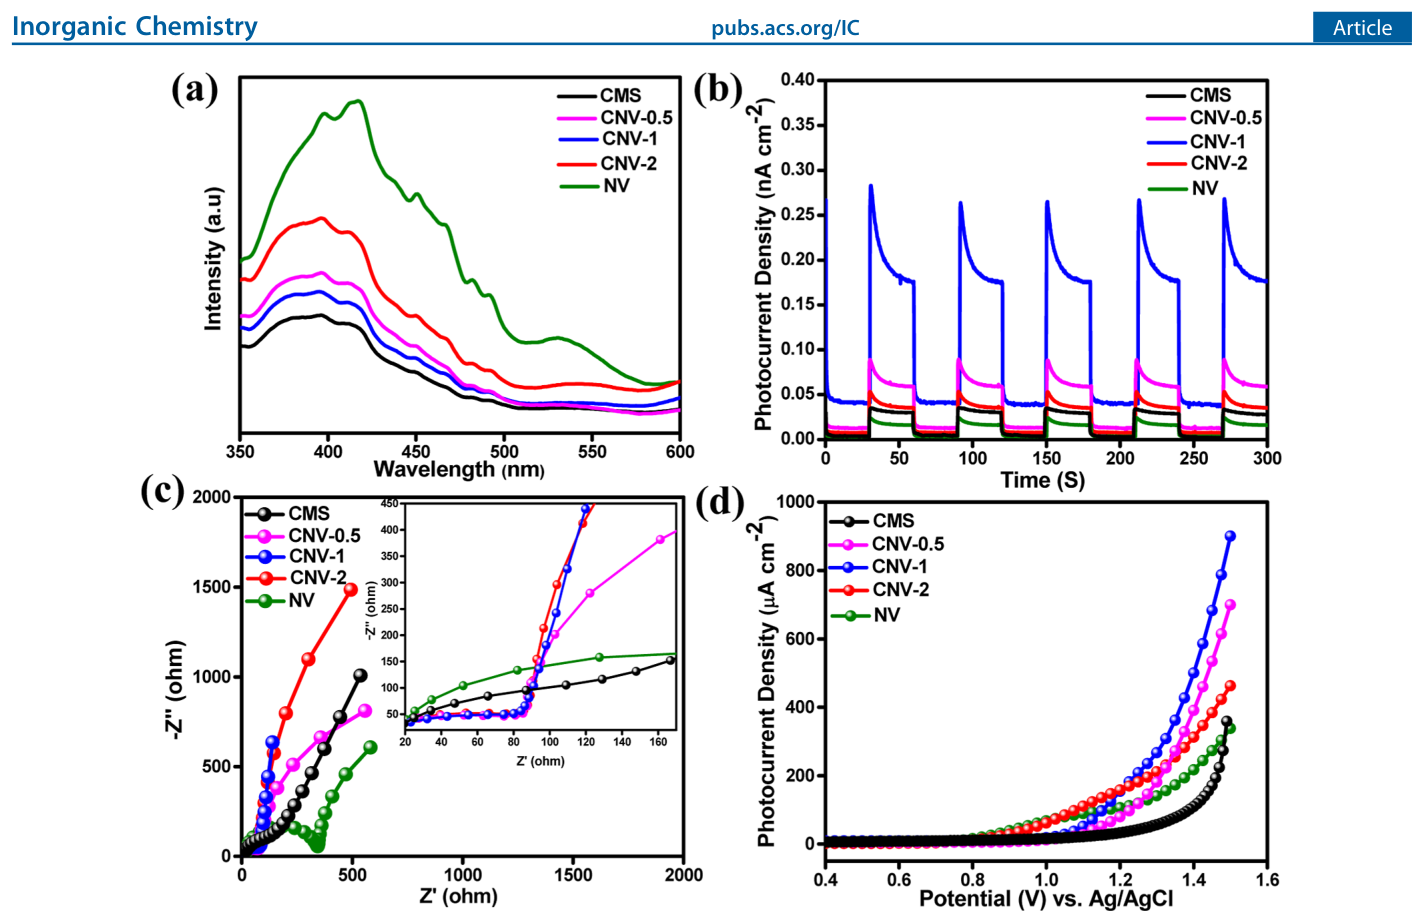 Inorganic Chemistry pubs.acs.org/IC Article
(a)
CMS
CNV-0.5
CNV-1
CNV-2
NV
Intensity (a.u)
350 400 450 500 550 600
Wavelength (nm)
(b)
0.40
0.35
0.30
0.25
0.20
0.15
0.10
0.05
0.00
CMS
CNV-0.5
CNV-1
CNV-2
NV
Photocurrent Density (nA cm-2)
0 50 100 150 200 250 300
Time (S)
(c)
2000
1500
1000
500
0
CMS
CNV-0.5
CNV-1
CNV-2
NV
-Z" (ohm)
450
400
350
300
250
200
150
100
50
-Z" (ohm)
20 40 60 80 100 120 140 160
Z' (ohm)
0 500 1000 1500 2000
Z' (ohm)
(d)
1000
800
600
400
200
0
CMS
CNV-0.5
CNV-1
CNV-2
NV
Photocurrent Density (μA cm-2)
0.4 0.6 0.8 1.0 1.2 1.4 1.6
Potential (V) vs. Ag/AgCl